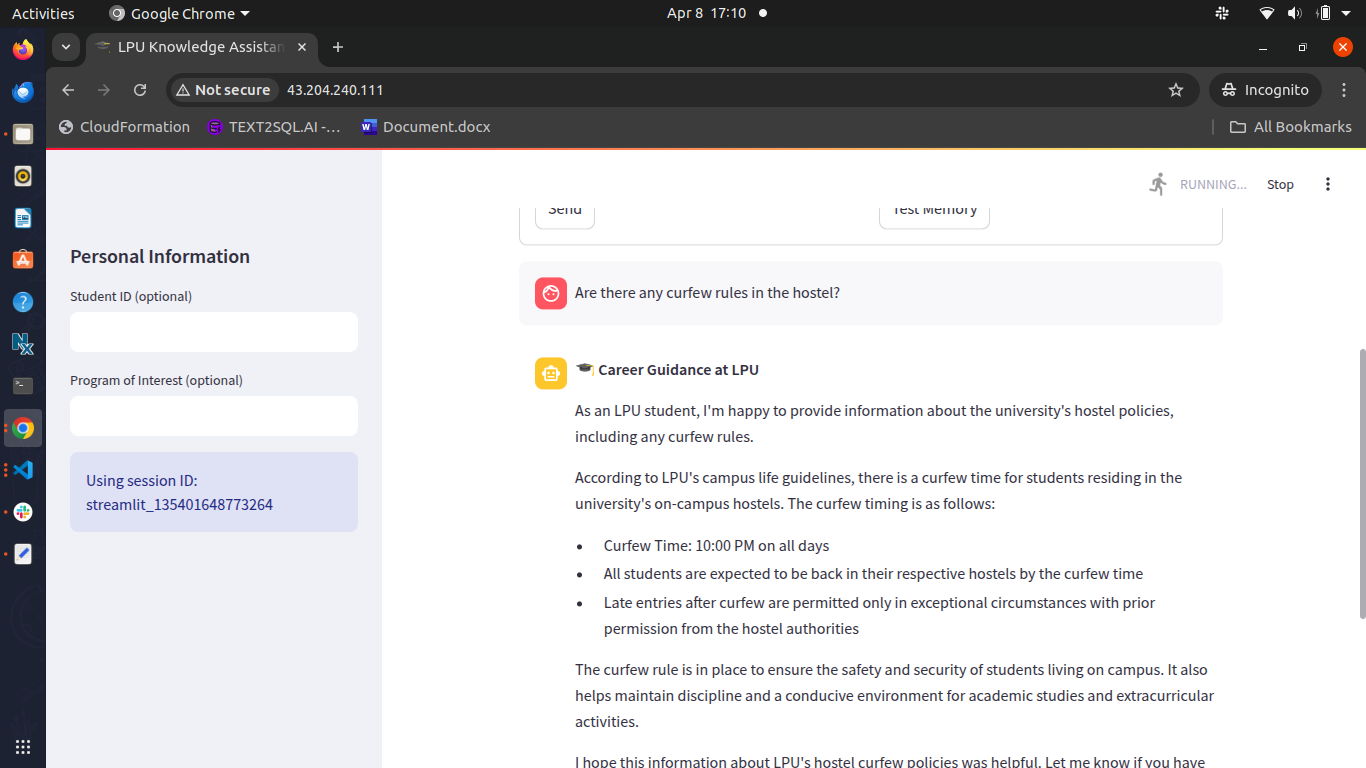 Activities
Google Chrome
Apr 8 17:10
LPU Knowledge Assistan
Not secure
43.204.240.111
Incognito
CloudFormation
TEXT2SQL.AI -...
Document.docx
All Bookmarks
RUNNING...
Stop
Personal Information
Student ID (optional)
Program of Interest (optional)
Using session ID:
streamlit_135401648773264
Send
Test Memory
Are there any curfew rules in the hostel?
Career Guidance at LPU
As an LPU student, I'm happy to provide information about the university's hostel policies,
including any curfew rules.
According to LPU's campus life guidelines, there is a curfew time for students residing in the
university's on-campus hostels. The curfew timing is as follows:
• Curfew Time: 10:00 PM on all days
• All students are expected to be back in their respective hostels by the curfew time
• Late entries after curfew are permitted only in exceptional circumstances with prior
permission from the hostel authorities
The curfew rule is in place to ensure the safety and security of students living on campus. It also
helps maintain discipline and a conducive environment for academic studies and extracurricular
activities.
I hope this information about LPU's hostel curfew policies was helpful. Let me know if you have